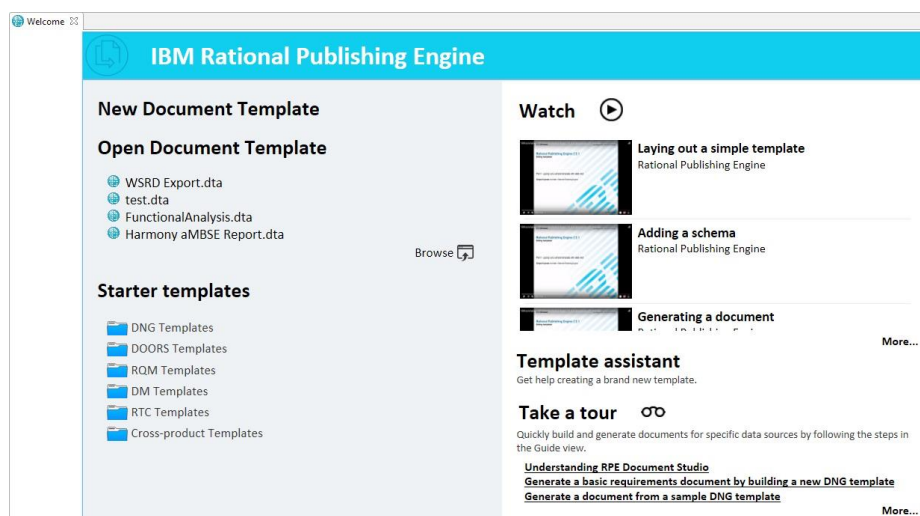 Welcome
IBM Rational Publishing Engine
New Document Template
Open Document Template
WSRD Export.dta
test.dta
FunctionalAnalysis.dta
Harmony aMBSE Report.dta
Browse
Starter templates
DNG Templates
DOORS Templates
RQM Templates
DM Templates
RTC Templates
Cross-product Templates
Watch
Laying out a simple template
Rational Publishing Engine
Adding a schema
Rational Publishing Engine
Generating a document
More...
Template assistant
Get help creating a brand new template.
Take a tour
Quickly build and generate documents for specific data sources by following the steps in
the Guide view.
Understanding RPE Document Studio
Generate a basic requirements document by building a new DNG template
Generate a document from a sample DNG template
More...